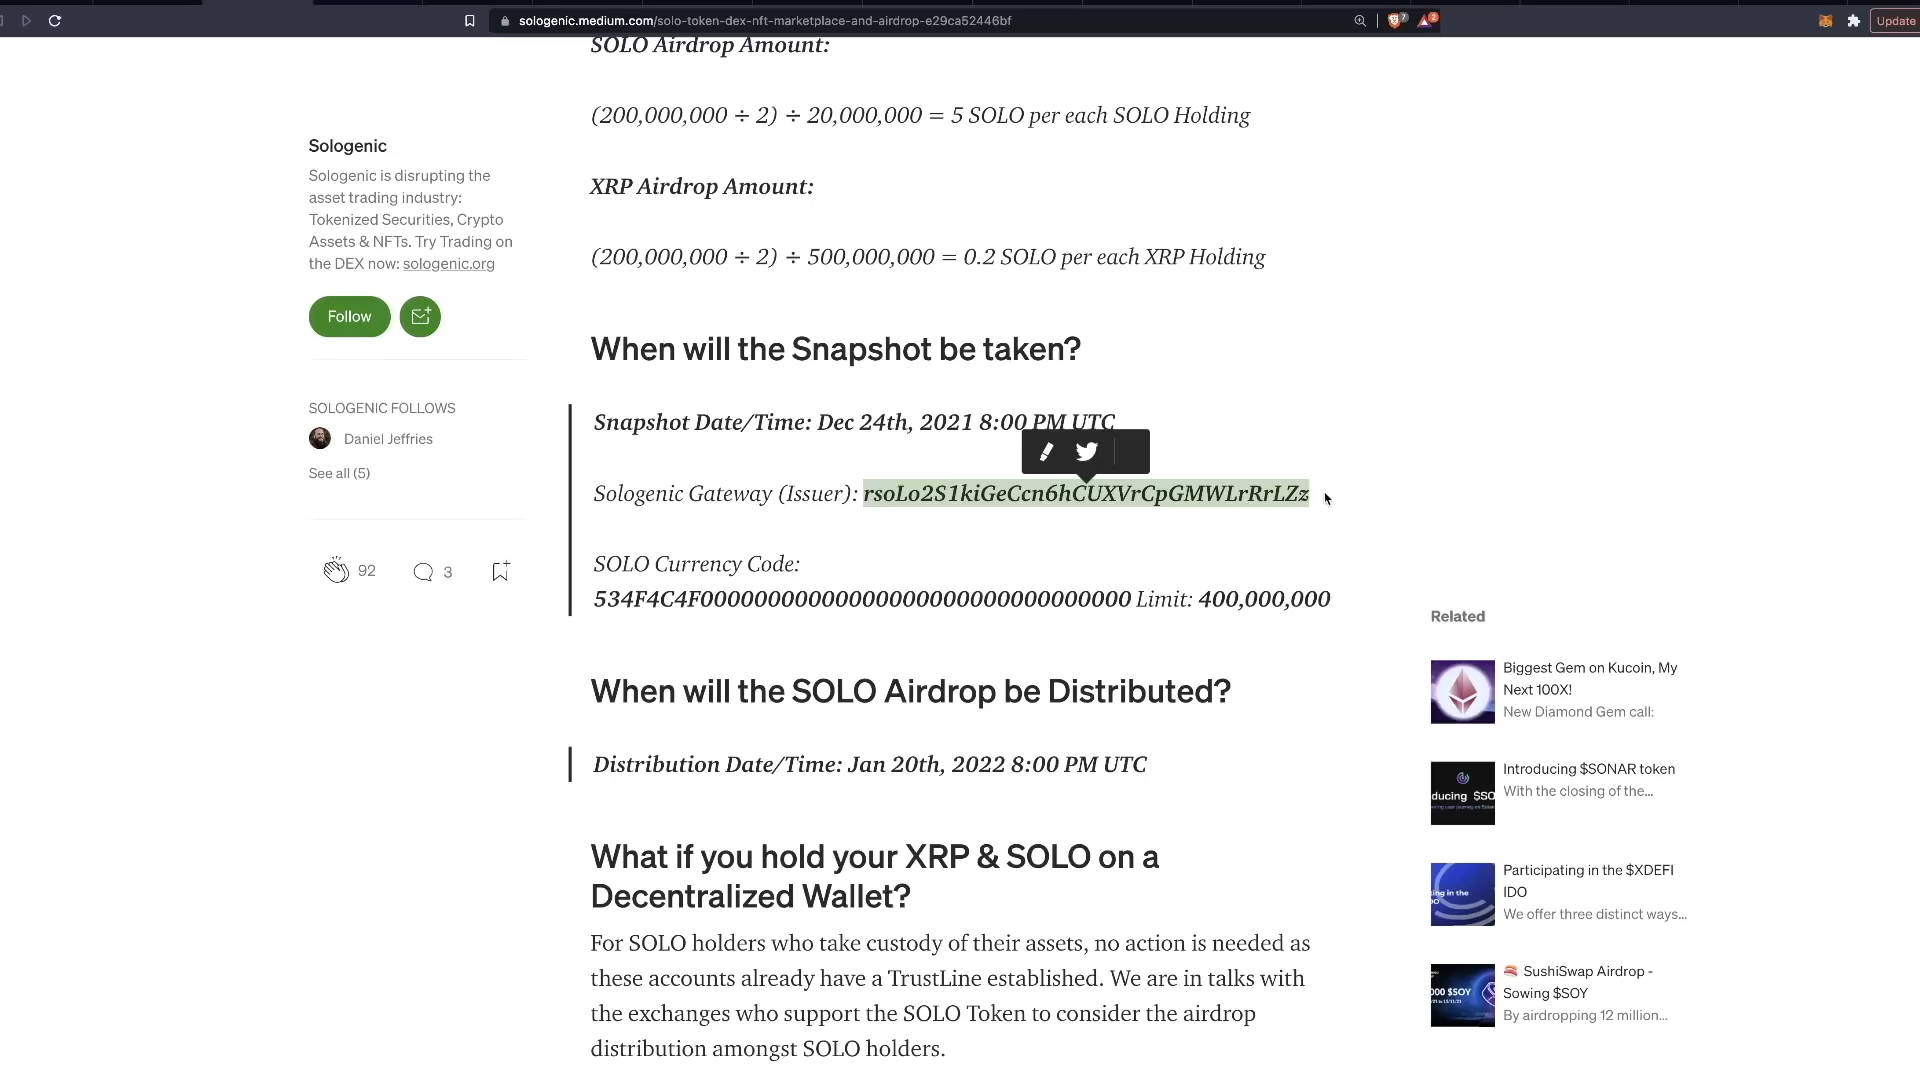 sologenic.medium.com/solo-token-dex-nft-marketplace-and-airdrop-e29ca52446bf
7
2
Update
SOLO Airdrop Amount:
(200,000,000 ÷ 2) ÷ 20,000,000 = 5 SOLO per each SOLO Holding
XRP Airdrop Amount:
(200,000,000 ÷ 2) ÷ 500,000,000 = 0.2 SOLO per each XRP Holding
When will the Snapshot be taken?
Snapshot Date/Time: Dec 24th, 2021 8:00 PM UTC
Sologenic Gateway (Issuer): rsoLo2S1kiGeCcn6hCUXVrCpGMWLrRrLZz
SOLO Currency Code:
534F4C4F00000000000000000000000000000000 Limit: 400,000,000
When will the SOLO Airdrop be Distributed?
Distribution Date/Time: Jan 20th, 2022 8:00 PM UTC
What if you hold your XRP & SOLO on a
Decentralized Wallet?
For SOLO holders who take custody of their assets, no action is needed as
these accounts already have a TrustLine established. We are in talks with
the exchanges who support the SOLO Token to consider the airdrop
distribution amongst SOLO holders.
Sologenic
Sologenic is disrupting the
asset trading industry:
Tokenized Securities, Crypto
Assets & NFTs. Try Trading on
the DEX now: sologenic.org
Follow
SOLOGENIC FOLLOWS
Daniel Jeffries
See all (5)
92
3
Related
Biggest Gem on Kucoin, My
Next 100X!
New Diamond Gem call:
ducing $SO
Introducing $SONAR token
With the closing of the...
ting in the
Participating in the $XDEFI
IDO
We offer three distinct ways...
000 $SOY
SushiSwap Airdrop -
Sowing $SOY
By airdropping 12 million...